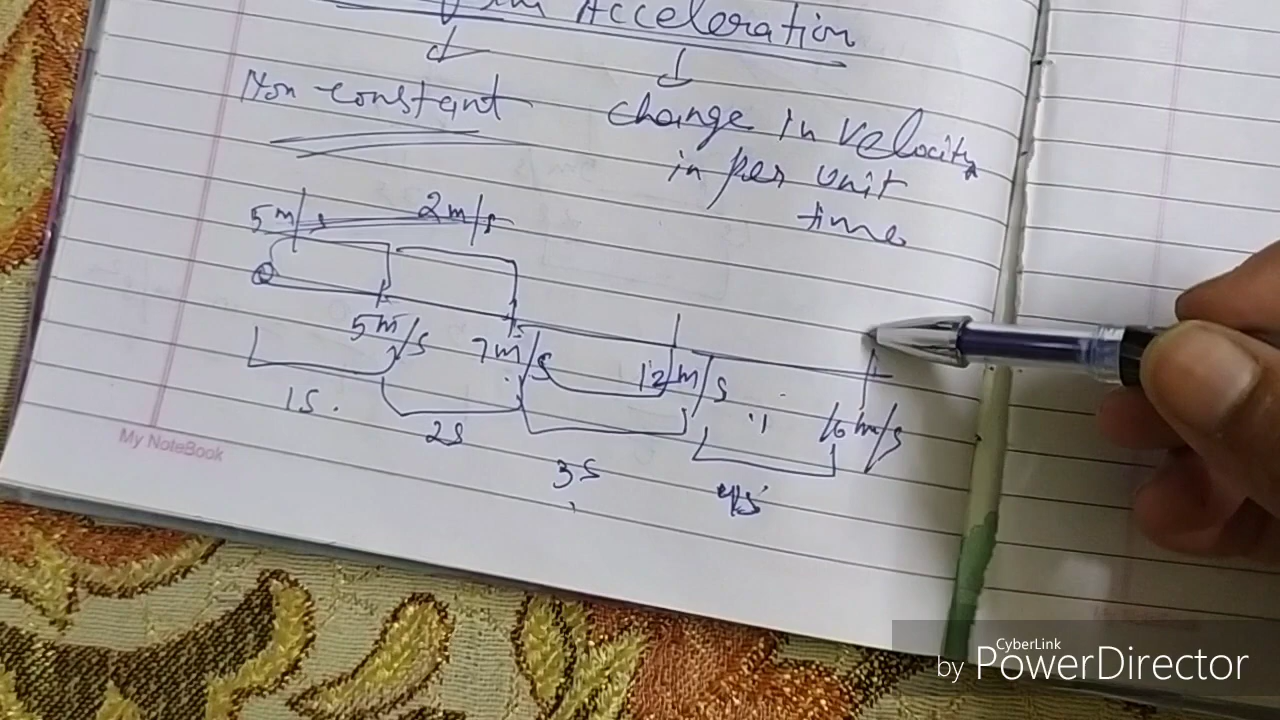 Acceleration
Non-constant
change in velocity
in per unit
time
5m/s 2m/s
5m/s 7m/s 12m/s 16m/s
1s. 2s 3s 4s
My NoteBook
CyberLink
by PowerDirector